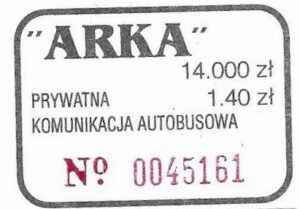 "ARKA"
14.000 zł
PRYWATNA 1.40 zł
KOMUNIKACJA AUTOBUSOWA
Nº 0045161